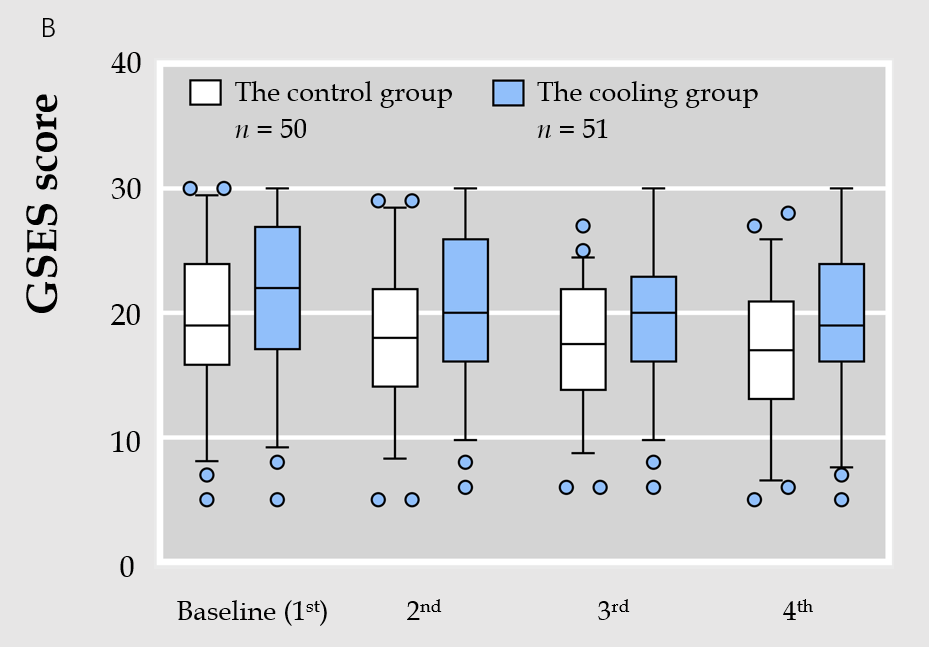 B
GSES score
40
30
20
10
0
The control group
n = 50
The cooling group
n = 51
Baseline (1st)
2nd
3rd
4th